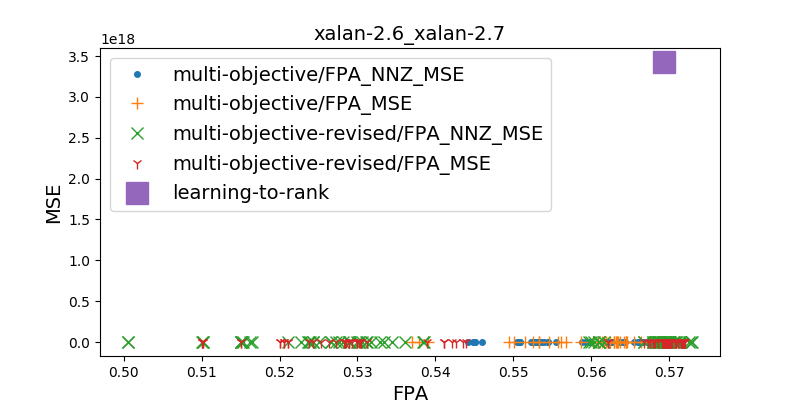 xalan-2.6_xalan-2.7
1e18
3.5
3.0
2.5
2.0
1.5
1.0
0.5
0.0
MSE
multi-objective/FPA_NNZ_MSE
multi-objective/FPA_MSE
multi-objective-revised/FPA_NNZ_MSE
multi-objective-revised/FPA_MSE
learning-to-rank
0.50 0.51 0.52 0.53 0.54 0.55 0.56 0.57
FPA